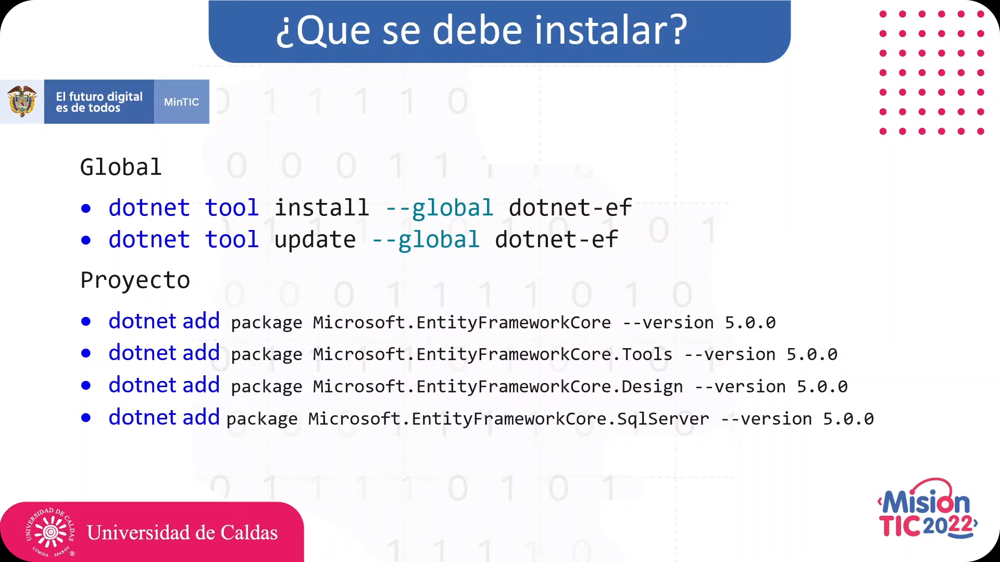 ¿Que se debe instalar?
El futuro digital
es de todos
MinTIC
Global
• dotnet tool install --global dotnet-ef
• dotnet tool update --global dotnet-ef
Proyecto
• dotnet add package Microsoft.EntityFrameworkCore --version 5.0.0
• dotnet add package Microsoft.EntityFrameworkCore.Tools --version 5.0.0
• dotnet add package Microsoft.EntityFrameworkCore.Design --version 5.0.0
• dotnet add package Microsoft.EntityFrameworkCore.SqlServer --version 5.0.0
UNIVERSIDAD DE CALDAS
LUMINA SPARGO
®
Universidad de Caldas
Mision
TIC 2022